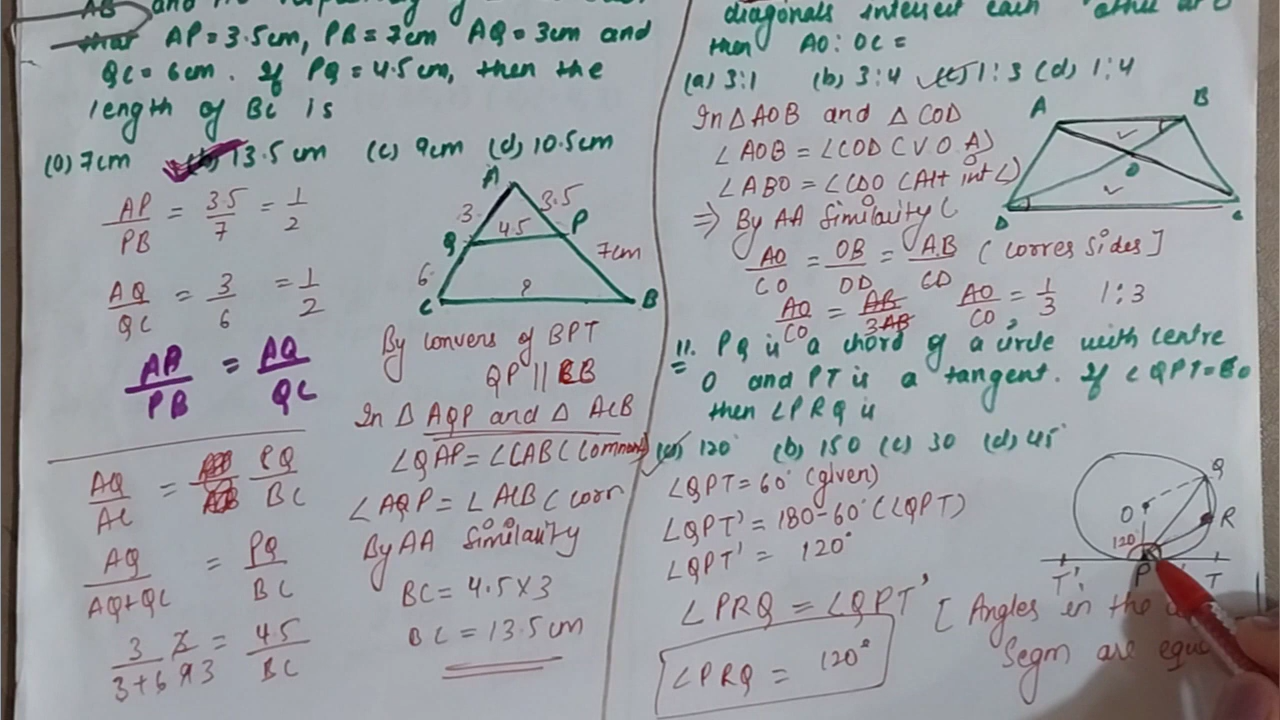 AB and
that AP = 3.5cm, PB = 7cm AQ = 3cm and
QC = 6cm. If PQ = 4.5cm, then the
length of BC is
(a) 7cm (b) 13.5cm (c) 9cm (d) 10.5cm
AP/PB = 3.5/7 = 1/2
AQ/QC = 3/6 = 1/2
AB/PB = AQ/QC
AQ/AC = PQ/BC
AQ/AQ+QC = PQ/BC
3/3+6 = 4.5/BC
A
3 3.5
Q 4.5 P
6 7cm
C ? B
By convers of BPT
QP || CB
In Δ AQP and Δ ACB
∠QAP = ∠CAB (Common)
∠AQP = ∠ACB (corr
By AA Similarity
BC = 4.5×3
BC = 13.5cm
diagonals intersect each other at O
then AO : OC =
(a) 3:1 (b) 3:4 (c) 1:3 (d) 1:4
In Δ AOB and Δ COD
∠AOB = ∠COD (V.O.A)
∠ABO = ∠CDO (Alt int ∠)
⇒ By AA Similarity (
AO/CO = OB/OD = AB/CD (corres sides]
AO/CO = AB/3AB AO/CO = 1/3 1:3
A B
O
D C
11. PQ is a chord of a circle with centre
O and PT is a tangent. If ∠QPT = 60
then ∠PRQ is
(a) 120° (b) 150 (c) 30 (d) 45°
∠QPT = 60° (given)
∠QPT' = 180-60° (∠QPT)
∠QPT' = 120°
∠PRQ = ∠QPT' [Angles in the
Segm are equ
∠PRQ = 120°
Q
O R
120°
T' P T